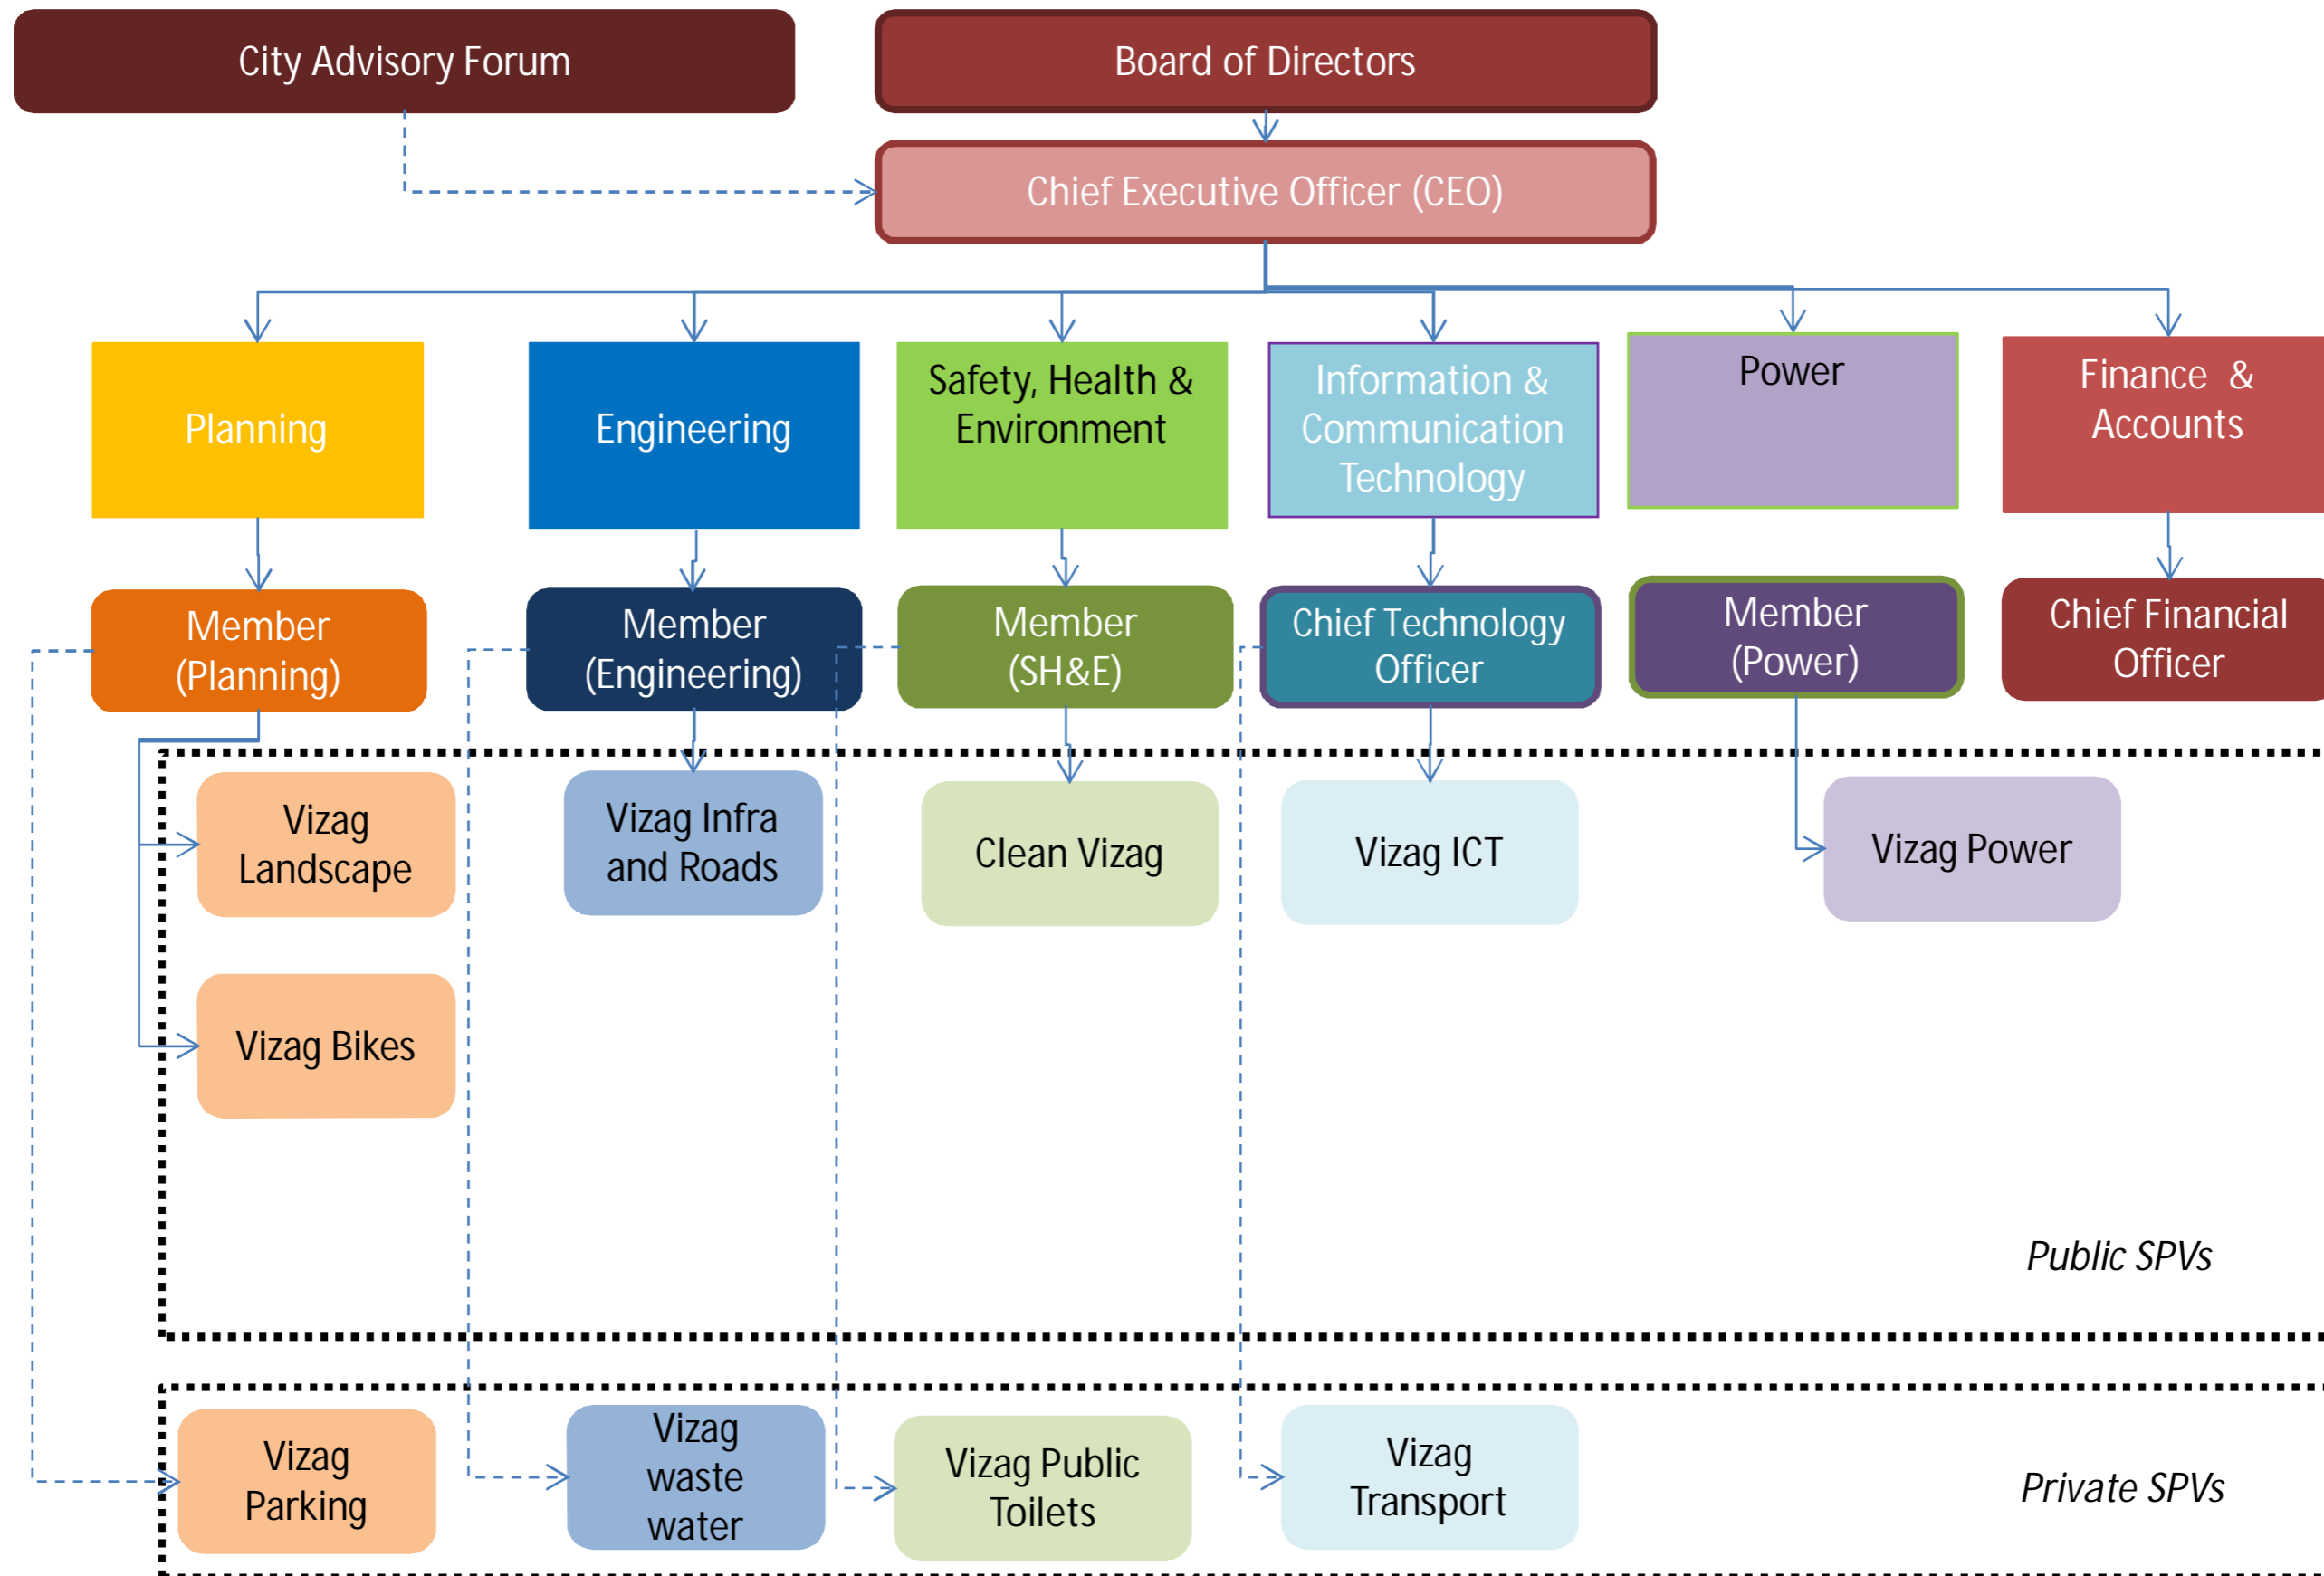 City Advisory Forum
Board of Directors
Chief Executive Officer (CEO)
Planning
Engineering
Safety, Health &
Environment
Information &
Communication
Technology
Power
Finance &
Accounts
Member
(Planning)
Member
(Engineering)
Member
(SH&E)
Chief Technology
Officer
Member
(Power)
Chief Financial
Officer
Vizag
Landscape
Vizag Infra
and Roads
Clean Vizag
Vizag ICT
Vizag Power
Vizag Bikes
Public SPVs
Vizag
Parking
Vizag
waste
water
Vizag Public
Toilets
Vizag
Transport
Private SPVs